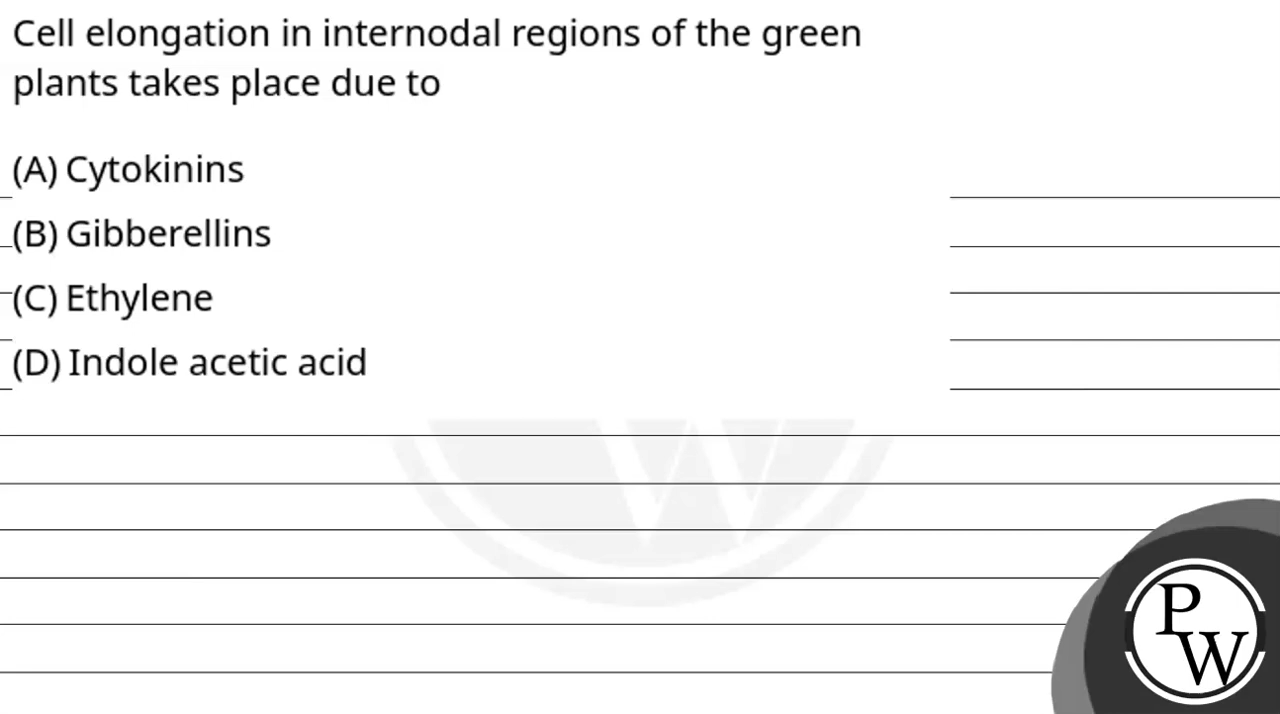 Cell elongation in internodal regions of the green
plants takes place due to
(A) Cytokinins
(B) Gibberellins
(C) Ethylene
(D) Indole acetic acid
W
P
W